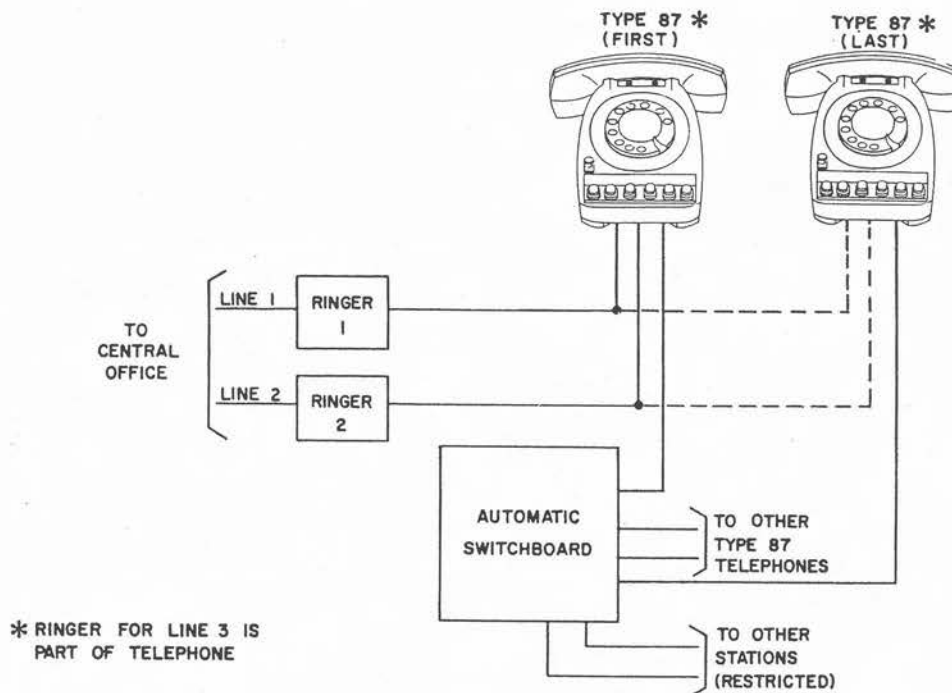 TYPE 87 *
(FIRST)
TYPE 87 *
(LAST)
TO
CENTRAL
OFFICE
LINE 1
RINGER
1
LINE 2
RINGER
2
AUTOMATIC
SWITCHBOARD
TO OTHER
TYPE 87
TELEPHONES
TO OTHER
STATIONS
(RESTRICTED)
* RINGER FOR LINE 3 IS
PART OF TELEPHONE